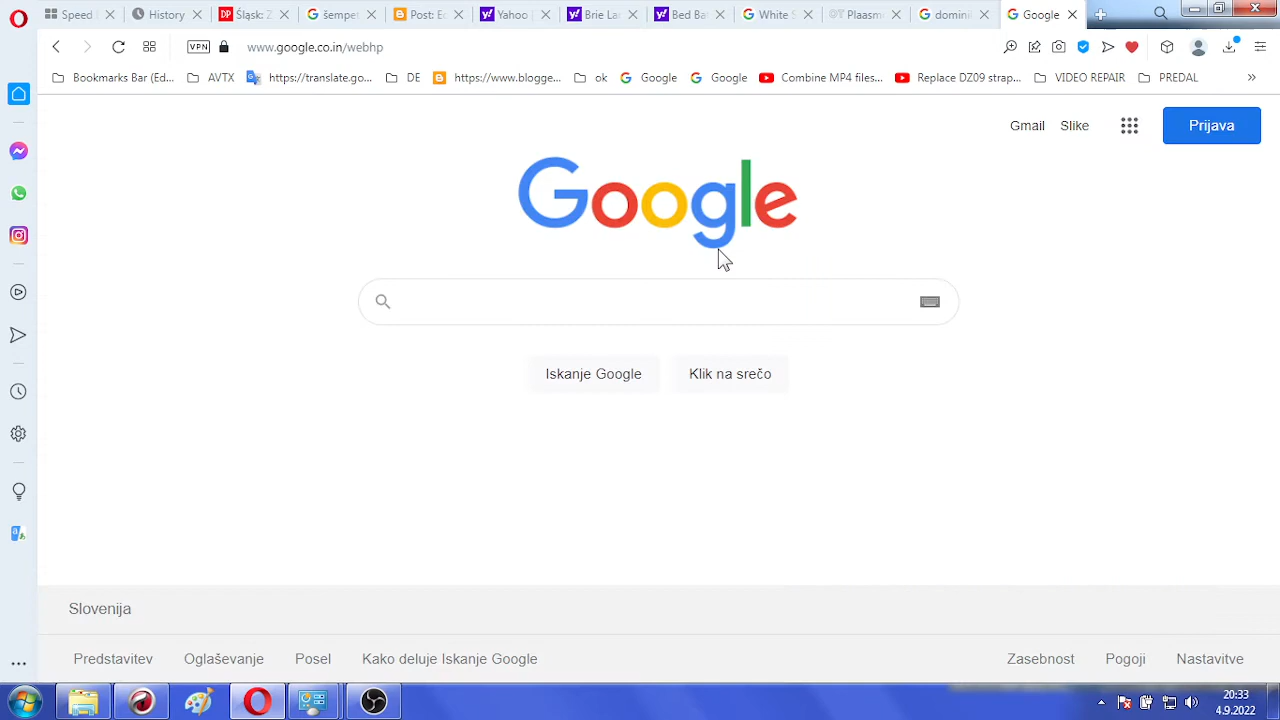 Speed
History
Śląsk: Z
šempet
Post: E
Yahoo
Brie La
Bed Ba
White S
Plaasm
domini
Google
VPN
www.google.co.in/webhp
Bookmarks Bar (Ed...
AVTX
https://translate.go...
DE
https://www.blogge...
ok
Google
Google
Combine MP4 files...
Replace DZ09 strap...
VIDEO REPAIR
PREDAL
Gmail
Slike
Prijava
Google
Iskanje Google
Klik na srečo
Slovenija
Predstavitev
Oglaševanje
Posel
Kako deluje Iskanje Google
Zasebnost
Pogoji
Nastavitve
20:33
4.9.2022